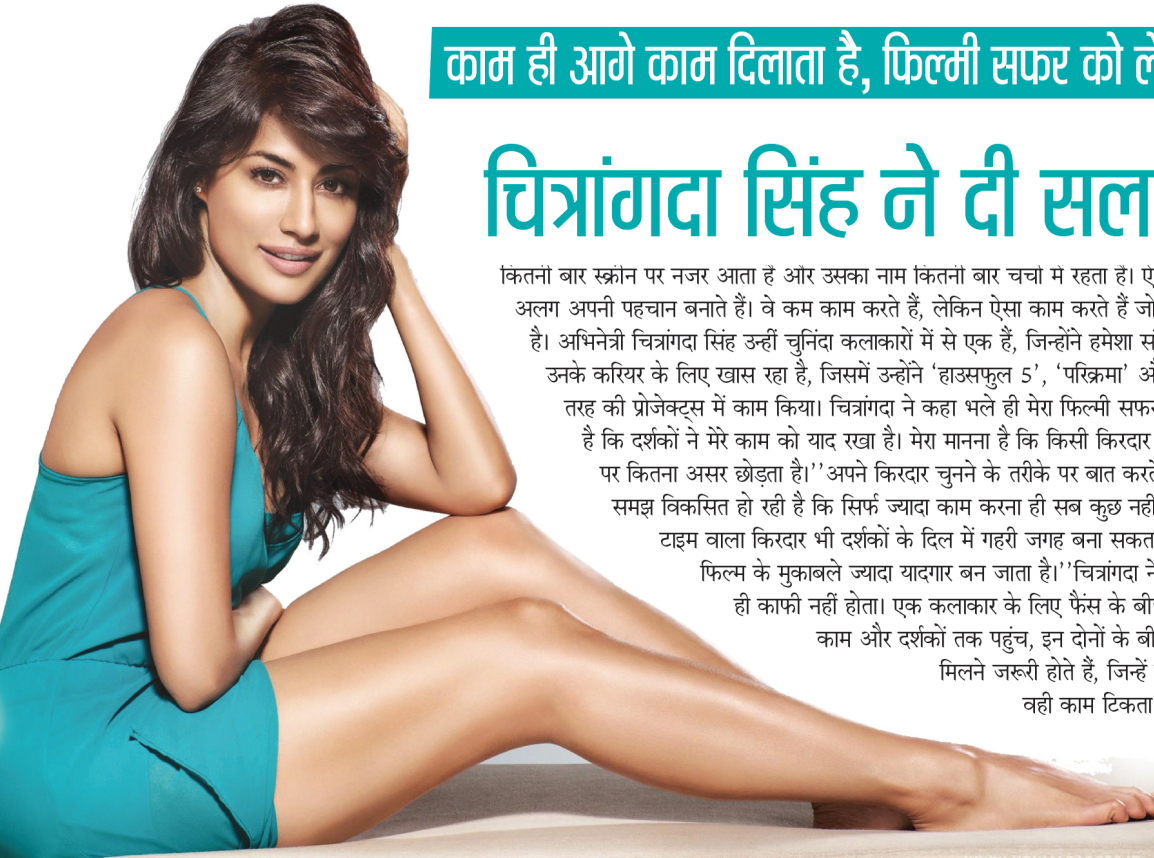 काम ही आगे काम दिलाता है, फिल्मी सफर को ले
चित्रांगदा सिंह ने दी सल
कितनी बार स्क्रीन पर नजर आता है और उसका नाम कितनी बार चर्चा में रहता है। ऐ
अलग अपनी पहचान बनाते हैं। वे कम काम करते हैं, लेकिन ऐसा काम करते हैं जो
है। अभिनेत्री चित्रांगदा सिंह उन्हीं चुनिंदा कलाकारों में से एक हैं, जिन्होंने हमेशा सं
उनके करियर के लिए खास रहा है, जिसमें उन्होंने ‘हाउसफुल 5’, ‘परिक्रमा’ औ
तरह की प्रोजेक्ट्स में काम किया। चित्रांगदा ने कहा भले ही मेरा फिल्मी सफर
है कि दर्शकों ने मेरे काम को याद रखा है। मेरा मानना है कि किसी किरदार
पर कितना असर छोड़ता है।’’अपने किरदार चुनने के तरीके पर बात करते
समझ विकसित हो रही है कि सिर्फ ज्यादा काम करना ही सब कुछ नहीं
टाइम वाला किरदार भी दर्शकों के दिल में गहरी जगह बना सकत
फिल्म के मुकाबले ज्यादा यादगार बन जाता है।’’चित्रांगदा ने
ही काफी नहीं होता। एक कलाकार के लिए फैंस के बी
काम और दर्शकों तक पहुंच, इन दोनों के बी
मिलने जरूरी होते हैं, जिन्हें
वही काम टिकता